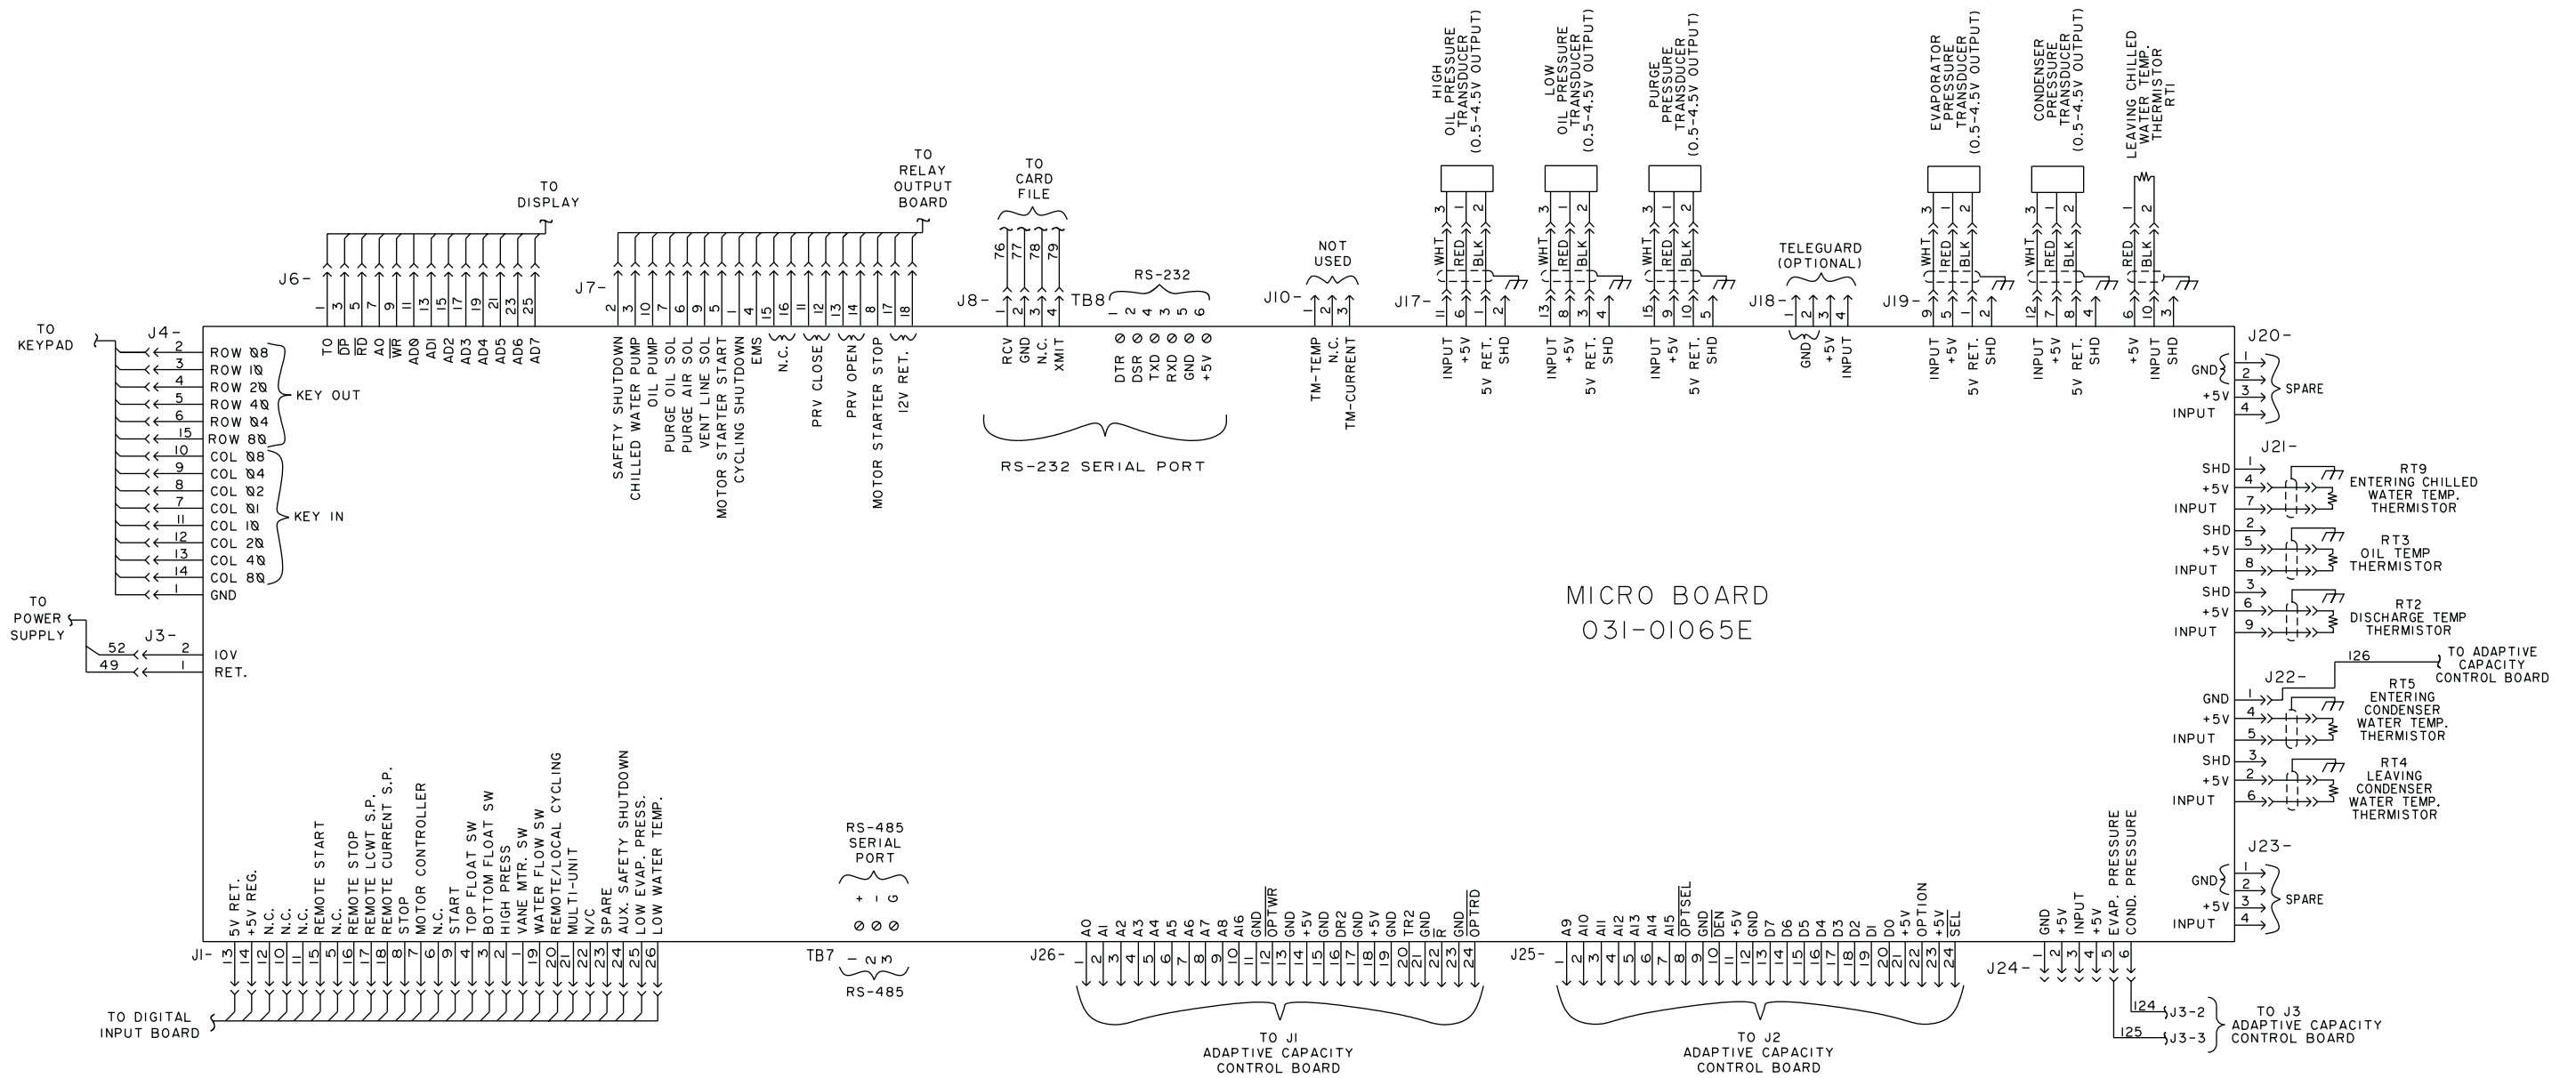 HIGH
OIL PRESSURE
TRANSDUCER
(0.5-4.5V OUTPUT)
LOW
OIL PRESSURE
TRANSDUCER
(0.5-4.5V OUTPUT)
PURGE
PRESSURE
TRANSDUCER
(0.5-4.5V OUTPUT)
EVAPORATOR
PRESSURE
TRANSDUCER
(0.5-4.5V OUTPUT)
CONDENSER
PRESSURE
TRANSDUCER
(0.5-4.5V OUTPUT)
LEAVING CHILLED
WATER TEMP.
THERMISTOR
RT1
TO
DISPLAY
TO
RELAY
OUTPUT
BOARD
TO
CARD
FILE
NOT
USED
TELEGUARD
(OPTIONAL)
3 1 2
3 1 2
3 1 2
3 1 2
3 1 2
1 2
WHT RED BLK
WHT RED BLK
WHT RED BLK
WHT RED BLK
WHT RED BLK
RED BLK
76 77 78 79
RS-232
J6-
1 3 5 7 9 11 13 15 17 19 21 23 25
TO DP RD AO WR AD0 AD1 AD2 AD3 AD4 AD5 AD6 AD7
J7-
2 3 10 7 6 9 5 1 4 15 16 11 12 13 14 8 17 18
SAFETY SHUTDOWN
CHILLED WATER PUMP
OIL PUMP
PURGE OIL SOL
PURGE AIR SOL
VENT LINE SOL
MOTOR STARTER START
CYCLING SHUTDOWN
EMS
N.C.
PRV CLOSE
PRV OPEN
MOTOR STARTER STOP
12V RET.
J8-
1 2 3 4
RCV GND N.C. XMIT
TB8
1 2 4 3 5 6
DTR DSR TXD RXD GND +5V
RS-232 SERIAL PORT
J10-
1 2 3
TM-TEMP
N.C.
TM-CURRENT
J17-
11 6 1 2
INPUT +5V 5V RET. SHD
13 8 3 4
INPUT +5V 5V RET. SHD
15 9 10 5
INPUT +5V 5V RET. SHD
J18-
1 2 3 4
GND +5V INPUT
J19-
9 5 1 2
INPUT +5V 5V RET. SHD
12 7 8 4
INPUT +5V 5V RET. SHD
6 10 3
+5V INPUT SHD
TO
KEYPAD
J4-
2 ROW 08
3 ROW 10
4 ROW 20
5 ROW 40
6 ROW 04
15 ROW 80
KEY OUT
10 COL 08
9 COL 04
8 COL 02
7 COL 01
11 COL 10
12 COL 20
13 COL 40
14 COL 80
KEY IN
1 GND
TO
POWER
SUPPLY
J3-
52 2 10V
49 1 RET.
MICRO BOARD
031-01065E
J20-
GND 1
2
+5V 3
INPUT 4
SPARE
J21-
SHD 1
+5V 4
INPUT 7
RT9
ENTERING CHILLED
WATER TEMP.
THERMISTOR
SHD 2
+5V 5
INPUT 8
RT3
OIL TEMP
THERMISTOR
SHD 3
+5V 6
INPUT 9
RT2
DISCHARGE TEMP
THERMISTOR
126
TO ADAPTIVE
CAPACITY
CONTROL BOARD
J22-
GND 1
+5V 4
INPUT 5
RT5
ENTERING
CONDENSER
WATER TEMP.
THERMISTOR
SHD 3
+5V 2
INPUT 6
RT4
LEAVING
CONDENSER
WATER TEMP.
THERMISTOR
J23-
GND 1
2
+5V 3
INPUT 4
SPARE
5V RET.
+5V REG.
N.C.
N.C.
N.C.
REMOTE START
N.C.
REMOTE STOP
REMOTE LCWT S.P.
REMOTE CURRENT S.P.
STOP
MOTOR CONTROLLER
N.C.
START
TOP FLOAT SW
BOTTOM FLOAT SW
HIGH PRESS
VANE MTR. SW
WATER FLOW SW
REMOTE/LOCAL CYCLING
MULTI-UNIT
N/C
SPARE
AUX. SAFETY SHUTDOWN
LOW EVAP. PRESS.
LOW WATER TEMP.
J1-
13 14 12 10 11 15 5 16 17 18 8 7 6 9 4 3 2 1 19 20 21 22 23 24 25 26
TO DIGITAL
INPUT BOARD
RS-485
SERIAL
PORT
+ - G
TB7
1 2 3
RS-485
A0 A1 A2 A3 A4 A5 A6 A7 A8 A16 GND OPTWR GND +5V GND DR2 GND +5V GND TR2 GND R GND OPTRD
J26-
1 2 3 4 5 6 7 8 9 10 11 12 13 14 15 16 17 18 19 20 21 22 23 24
TO J1
ADAPTIVE CAPACITY
CONTROL BOARD
A9 A10 A11 A12 A13 A14 A15 OPTSEL GND DEN +5V GND D7 D6 D5 D4 D3 D2 D1 D0 +5V OPTION +5V SEL
J25-
1 2 3 4 5 6 7 8 9 10 11 12 13 14 15 16 17 18 19 20 21 22 23 24
TO J2
ADAPTIVE CAPACITY
CONTROL BOARD
GND
+5V
INPUT
+5V
EVAP. PRESSURE
COND. PRESSURE
J24-
1 2 3 4 5 6
124 J3-2
125 J3-3
TO J3
ADAPTIVE CAPACITY
CONTROL BOARD